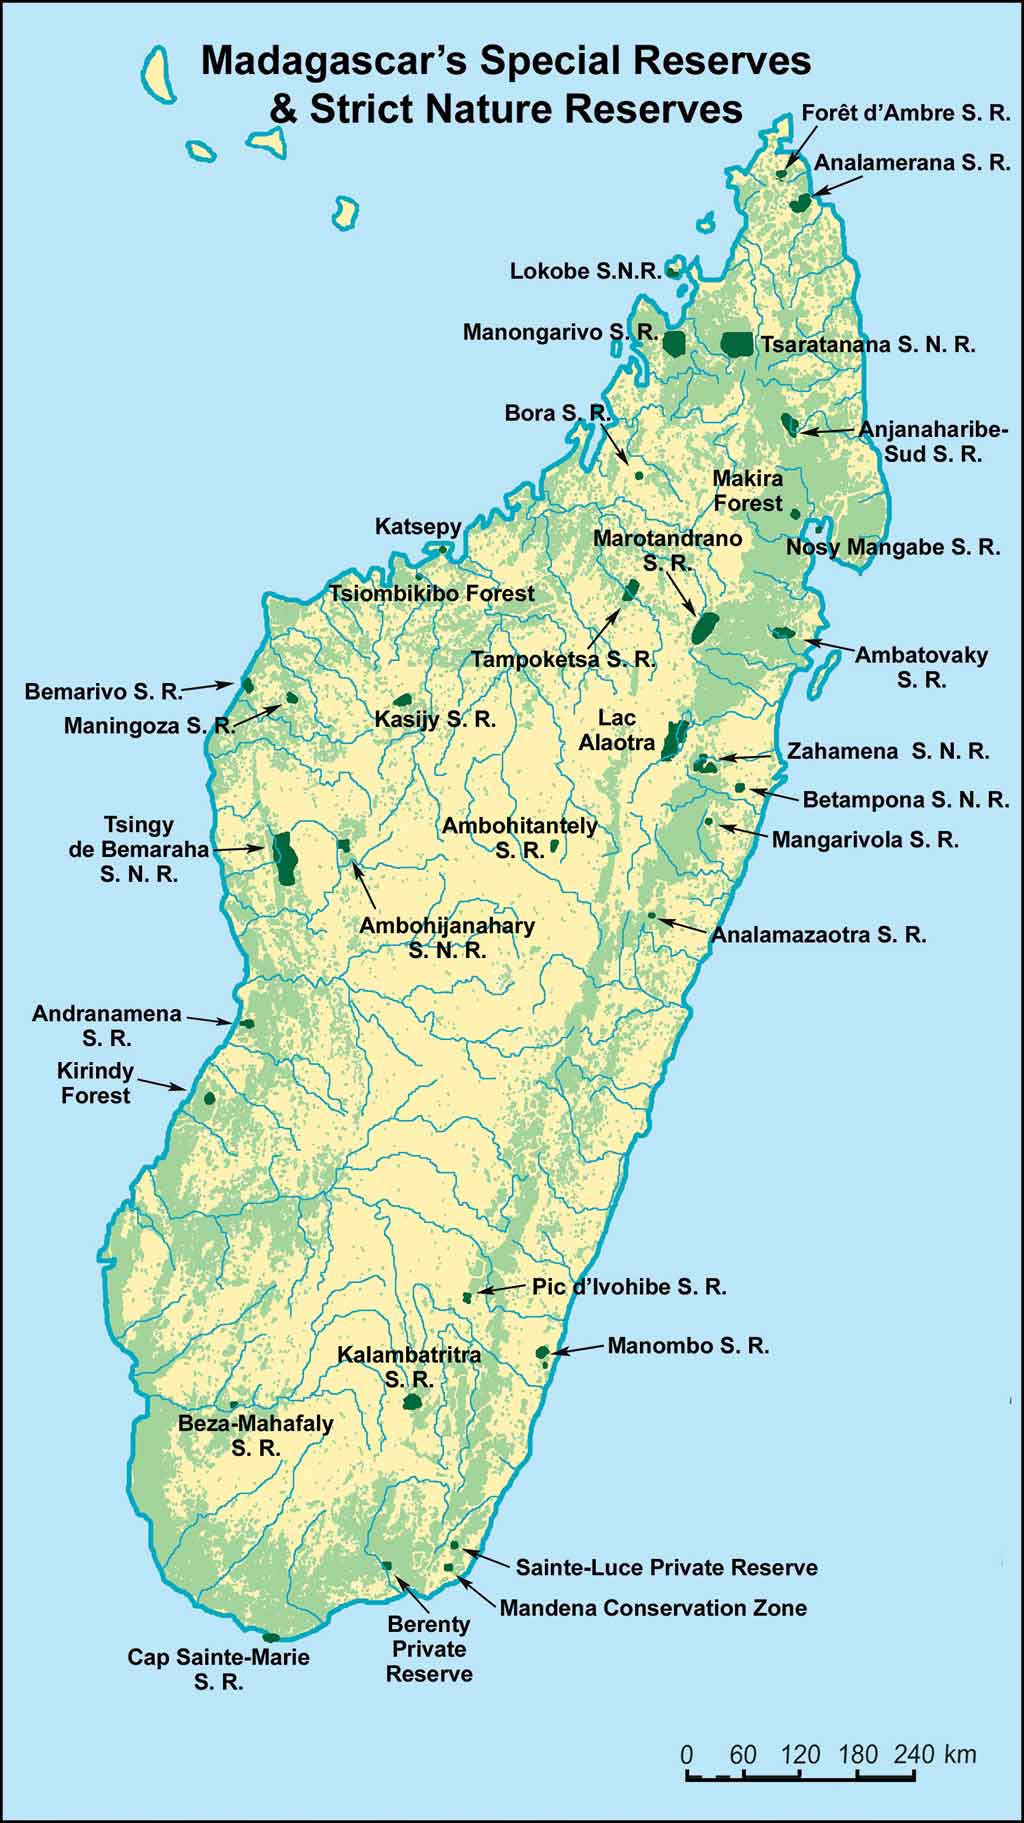 Madagascar's Special Reserves
& Strict Nature Reserves
Forêt d'Ambre S. R.
Analamerana S. R.
Lokobe S.N.R.
Manongarivo S. R.
Tsaratanana S. N. R.
Bora S. R.
Anjanaharibe-
Sud S. R.
Makira
Forest
Katsepy
Marotandrano
S. R.
Nosy Mangabe S. R.
Tsiombikibo Forest
Tampoketsa S. R.
Ambatovaky
S. R.
Bemarivo S. R.
Maningoza S. R.
Kasijy S. R.
Lac
Alaotra
Zahamena S. N. R.
Betampona S. N. R.
Tsingy
de Bemaraha
S. N. R.
Ambohitantely
S. R.
Mangarivola S. R.
Ambohijanahary
S. N. R.
Analamazaotra S. R.
Andranamena
S. R.
Kirindy
Forest
Pic d'Ivohibe S. R.
Manombo S. R.
Kalambatritra
S. R.
Beza-Mahafaly
S. R.
Sainte-Luce Private Reserve
Mandena Conservation Zone
Berenty
Private
Reserve
Cap Sainte-Marie
S. R.
0 60 120 180 240 km